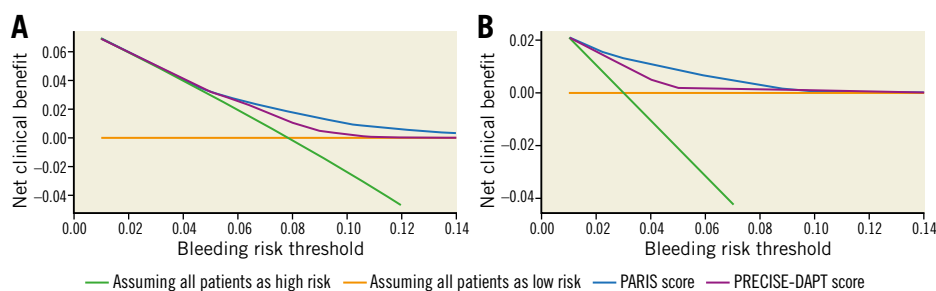 A
B
Net clinical benefit
0.06
0.04
0.02
0.00
−0.02
−0.04
0.00 0.02 0.04 0.06 0.08 0.10 0.12 0.14
Bleeding risk threshold
Net clinical benefit
0.02
0.00
−0.02
−0.04
0.00 0.02 0.04 0.06 0.08 0.10 0.12 0.14
Bleeding risk threshold
Assuming all patients as high risk Assuming all patients as low risk PARIS score PRECISE-DAPT score